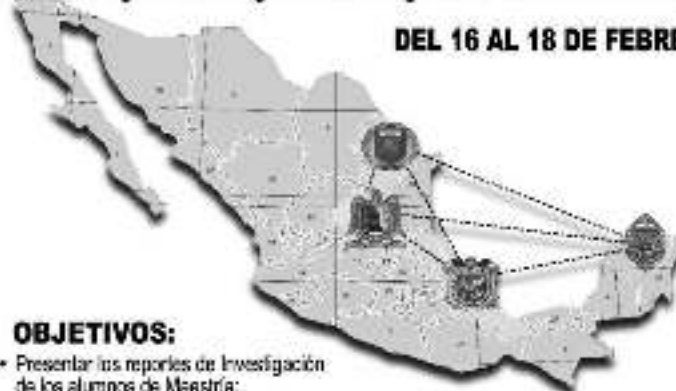 DEL 16 AL 18 DE FEBRE
OBJETIVOS:
• Presentar los reportes de Investigación
de los alumnos de Maestría: